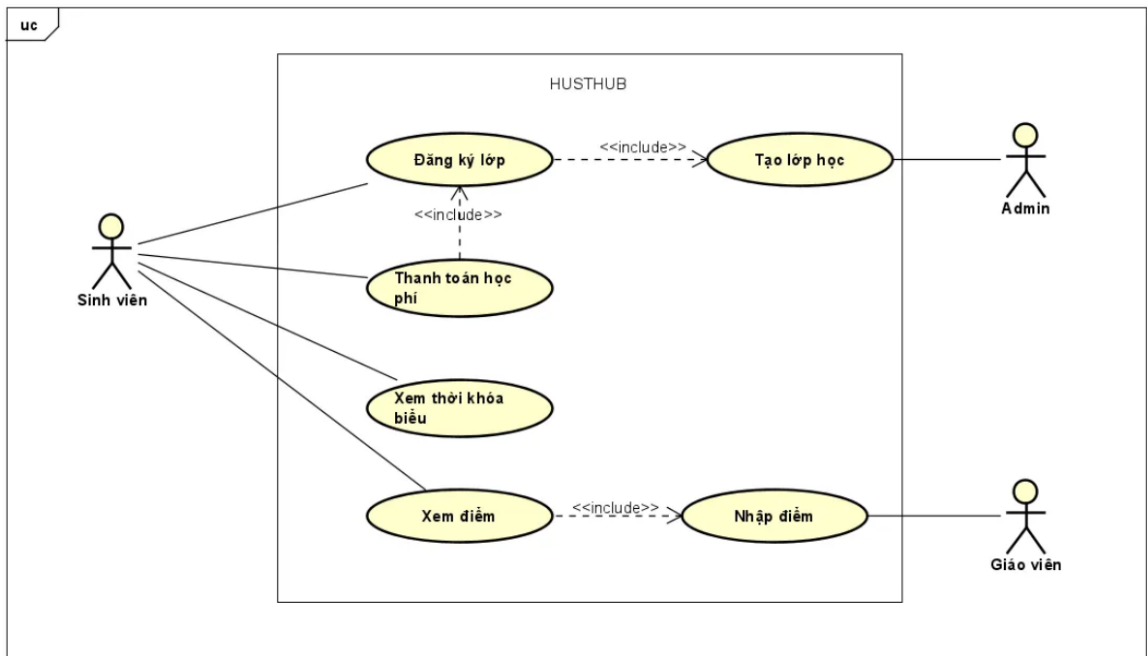 uc
HUSTHUB
Đăng ký lớp
<<include>>
Tạo lớp học
Admin
<<include>>
Sinh viên
Thanh toán học
phí
Xem thời khóa
biểu
Xem điểm
<<include>>
Nhập điểm
Giáo viên